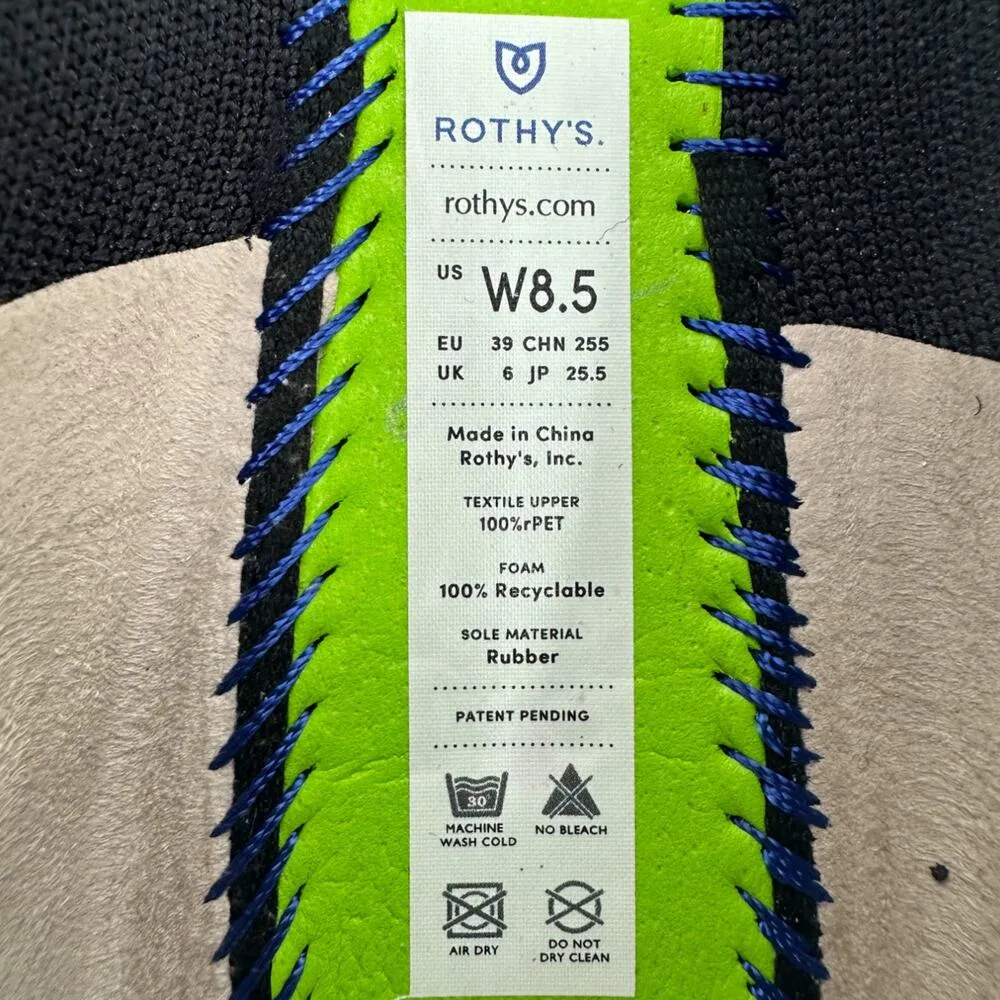 ROTHY'S.
rothys.com
US W8.5
EU 39 CHN 255
UK 6 JP 25.5
Made in China
Rothy's, Inc.
TEXTILE UPPER
100%rPET
FOAM
100% Recyclable
SOLE MATERIAL
Rubber
PATENT PENDING
30°
MACHINE WASH COLD
NO BLEACH
AIR DRY
DO NOT DRY CLEAN